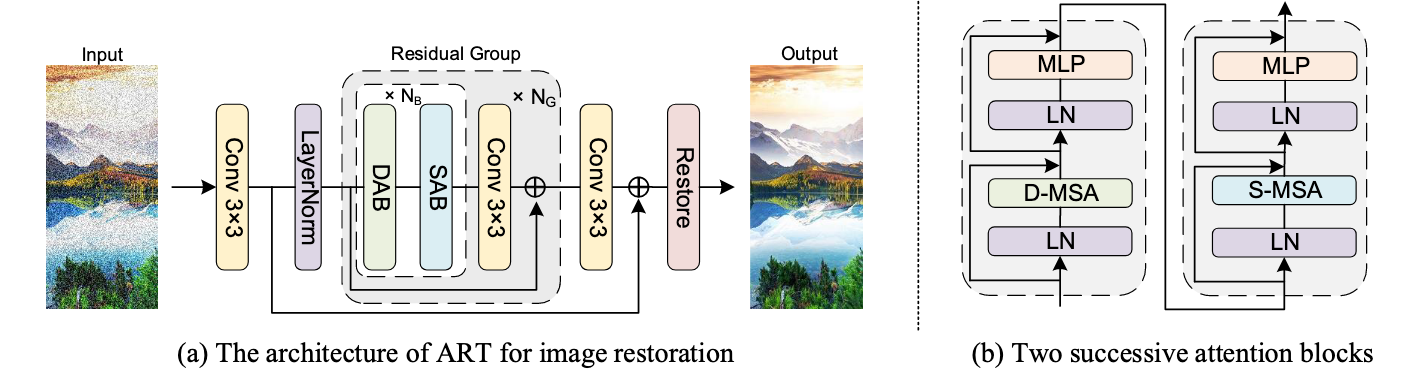 Input
Conv 3×3
LayerNorm
Residual Group
× N_B
DAB
SAB
× N_G
Conv 3×3
Conv 3×3
Restore
Output
(a) The architecture of ART for image restoration
MLP
LN
D-MSA
LN
MLP
LN
S-MSA
LN
(b) Two successive attention blocks